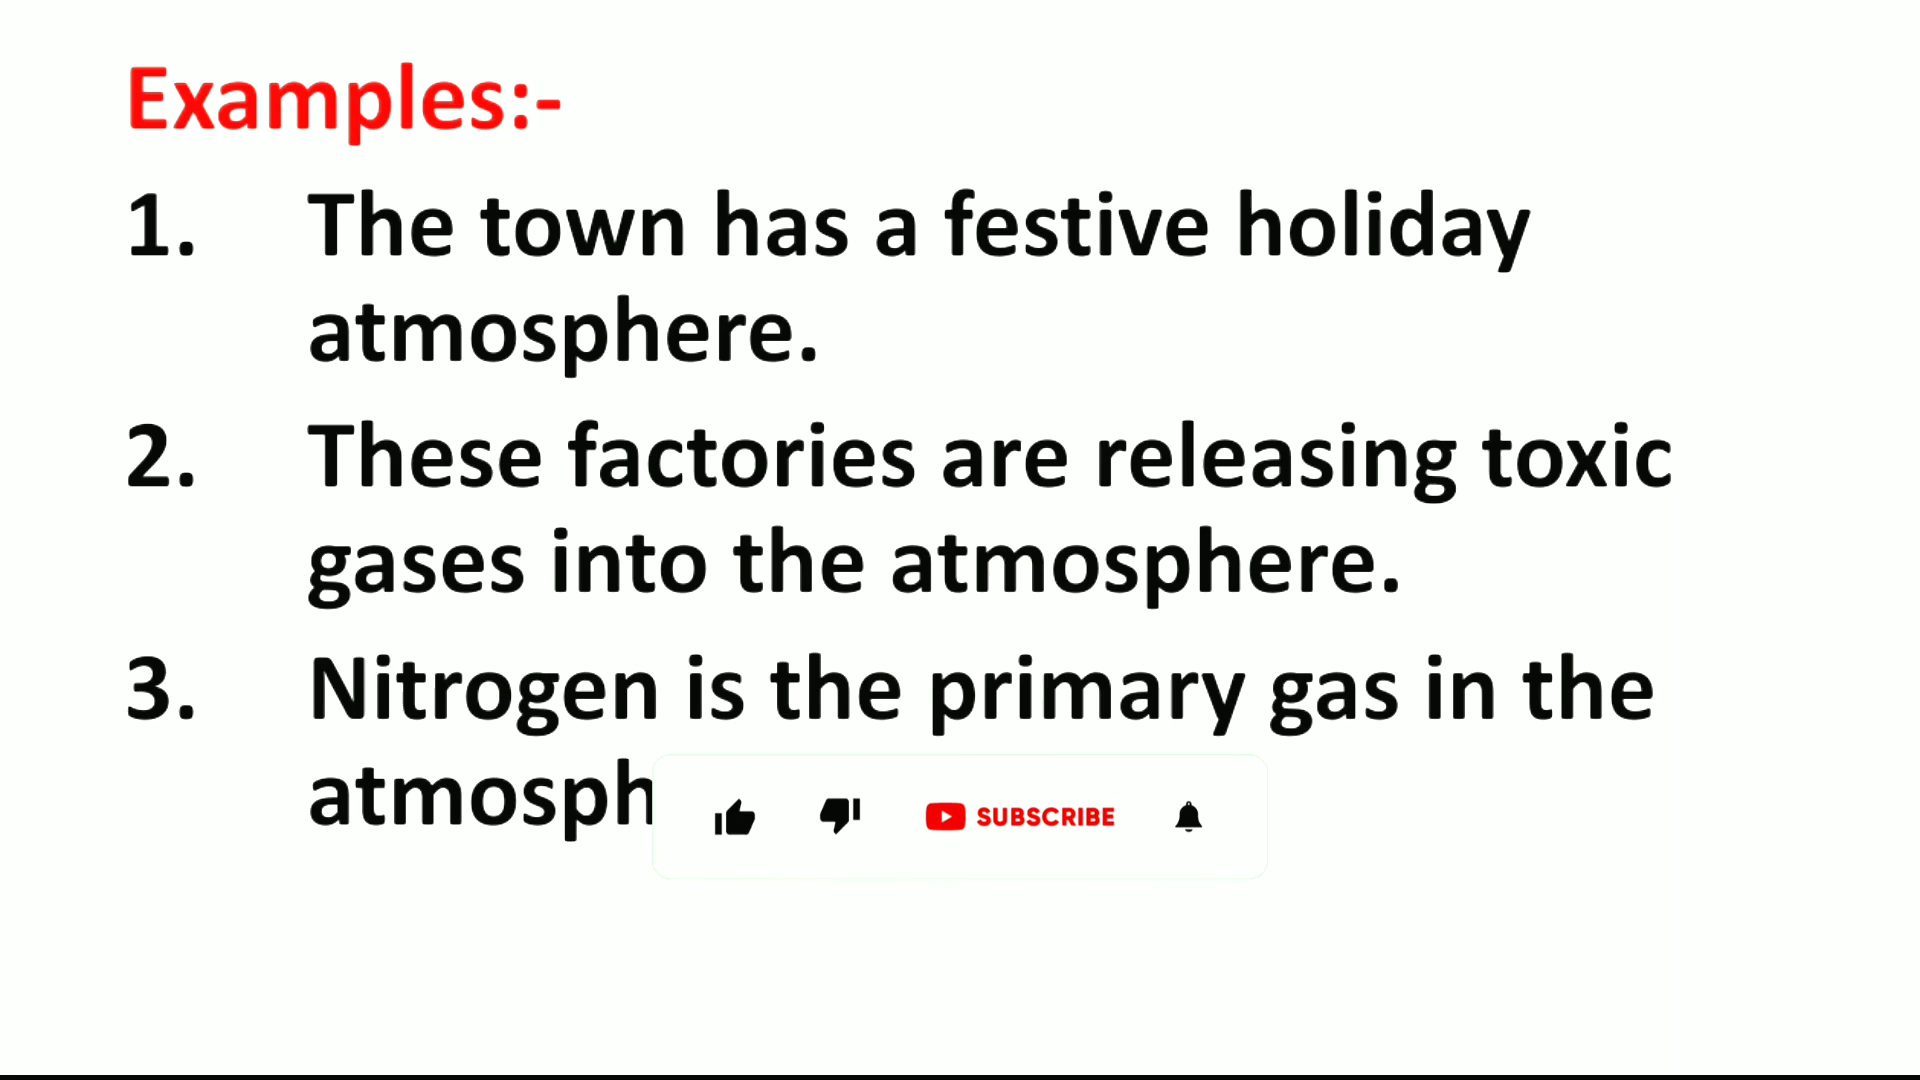 Examples:-
1. The town has a festive holiday
atmosphere.
2. These factories are releasing toxic
gases into the atmosphere.
3. Nitrogen is the primary gas in the
atmosph
SUBSCRIBE